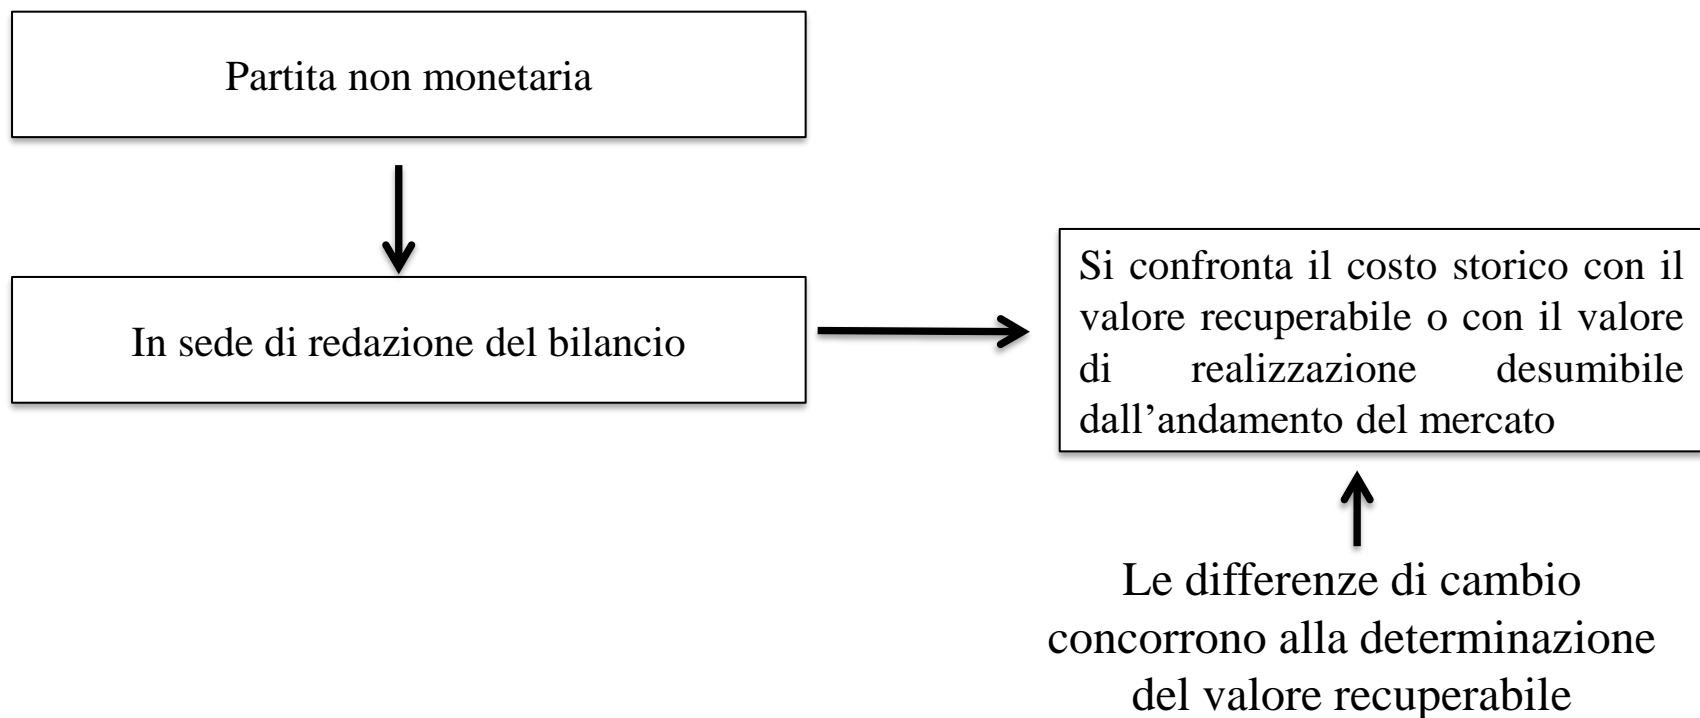 Partita non monetaria
In sede di redazione del bilancio
Si confronta il costo storico con il
valore recuperabile o con il valore
di realizzazione desumibile
dall’andamento del mercato
Le differenze di cambio
concorrono alla determinazione
del valore recuperabile